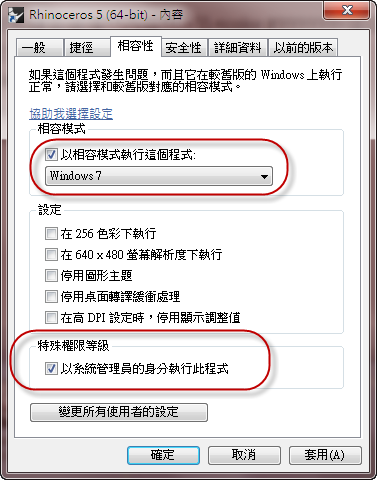 Rhinoceros 5 (64-bit) - 內容
一般 捷徑 相容性 安全性 詳細資料 以前的版本
如果這個程式發生問題，而且它在較舊版的 Windows 上執行
正常，請選擇和較舊版對應的相容模式。
協助我選擇設定
相容模式
以相容模式執行這個程式:
Windows 7
設定
在 256 色彩下執行
在 640 x 480 螢幕解析度下執行
停用圖形主題
停用桌面轉譯緩衝處理
在高 DPI 設定時，停用顯示調整值
特殊權限等級
以系統管理員的身分執行此程式
變更所有使用者的設定
確定 取消 套用(A)